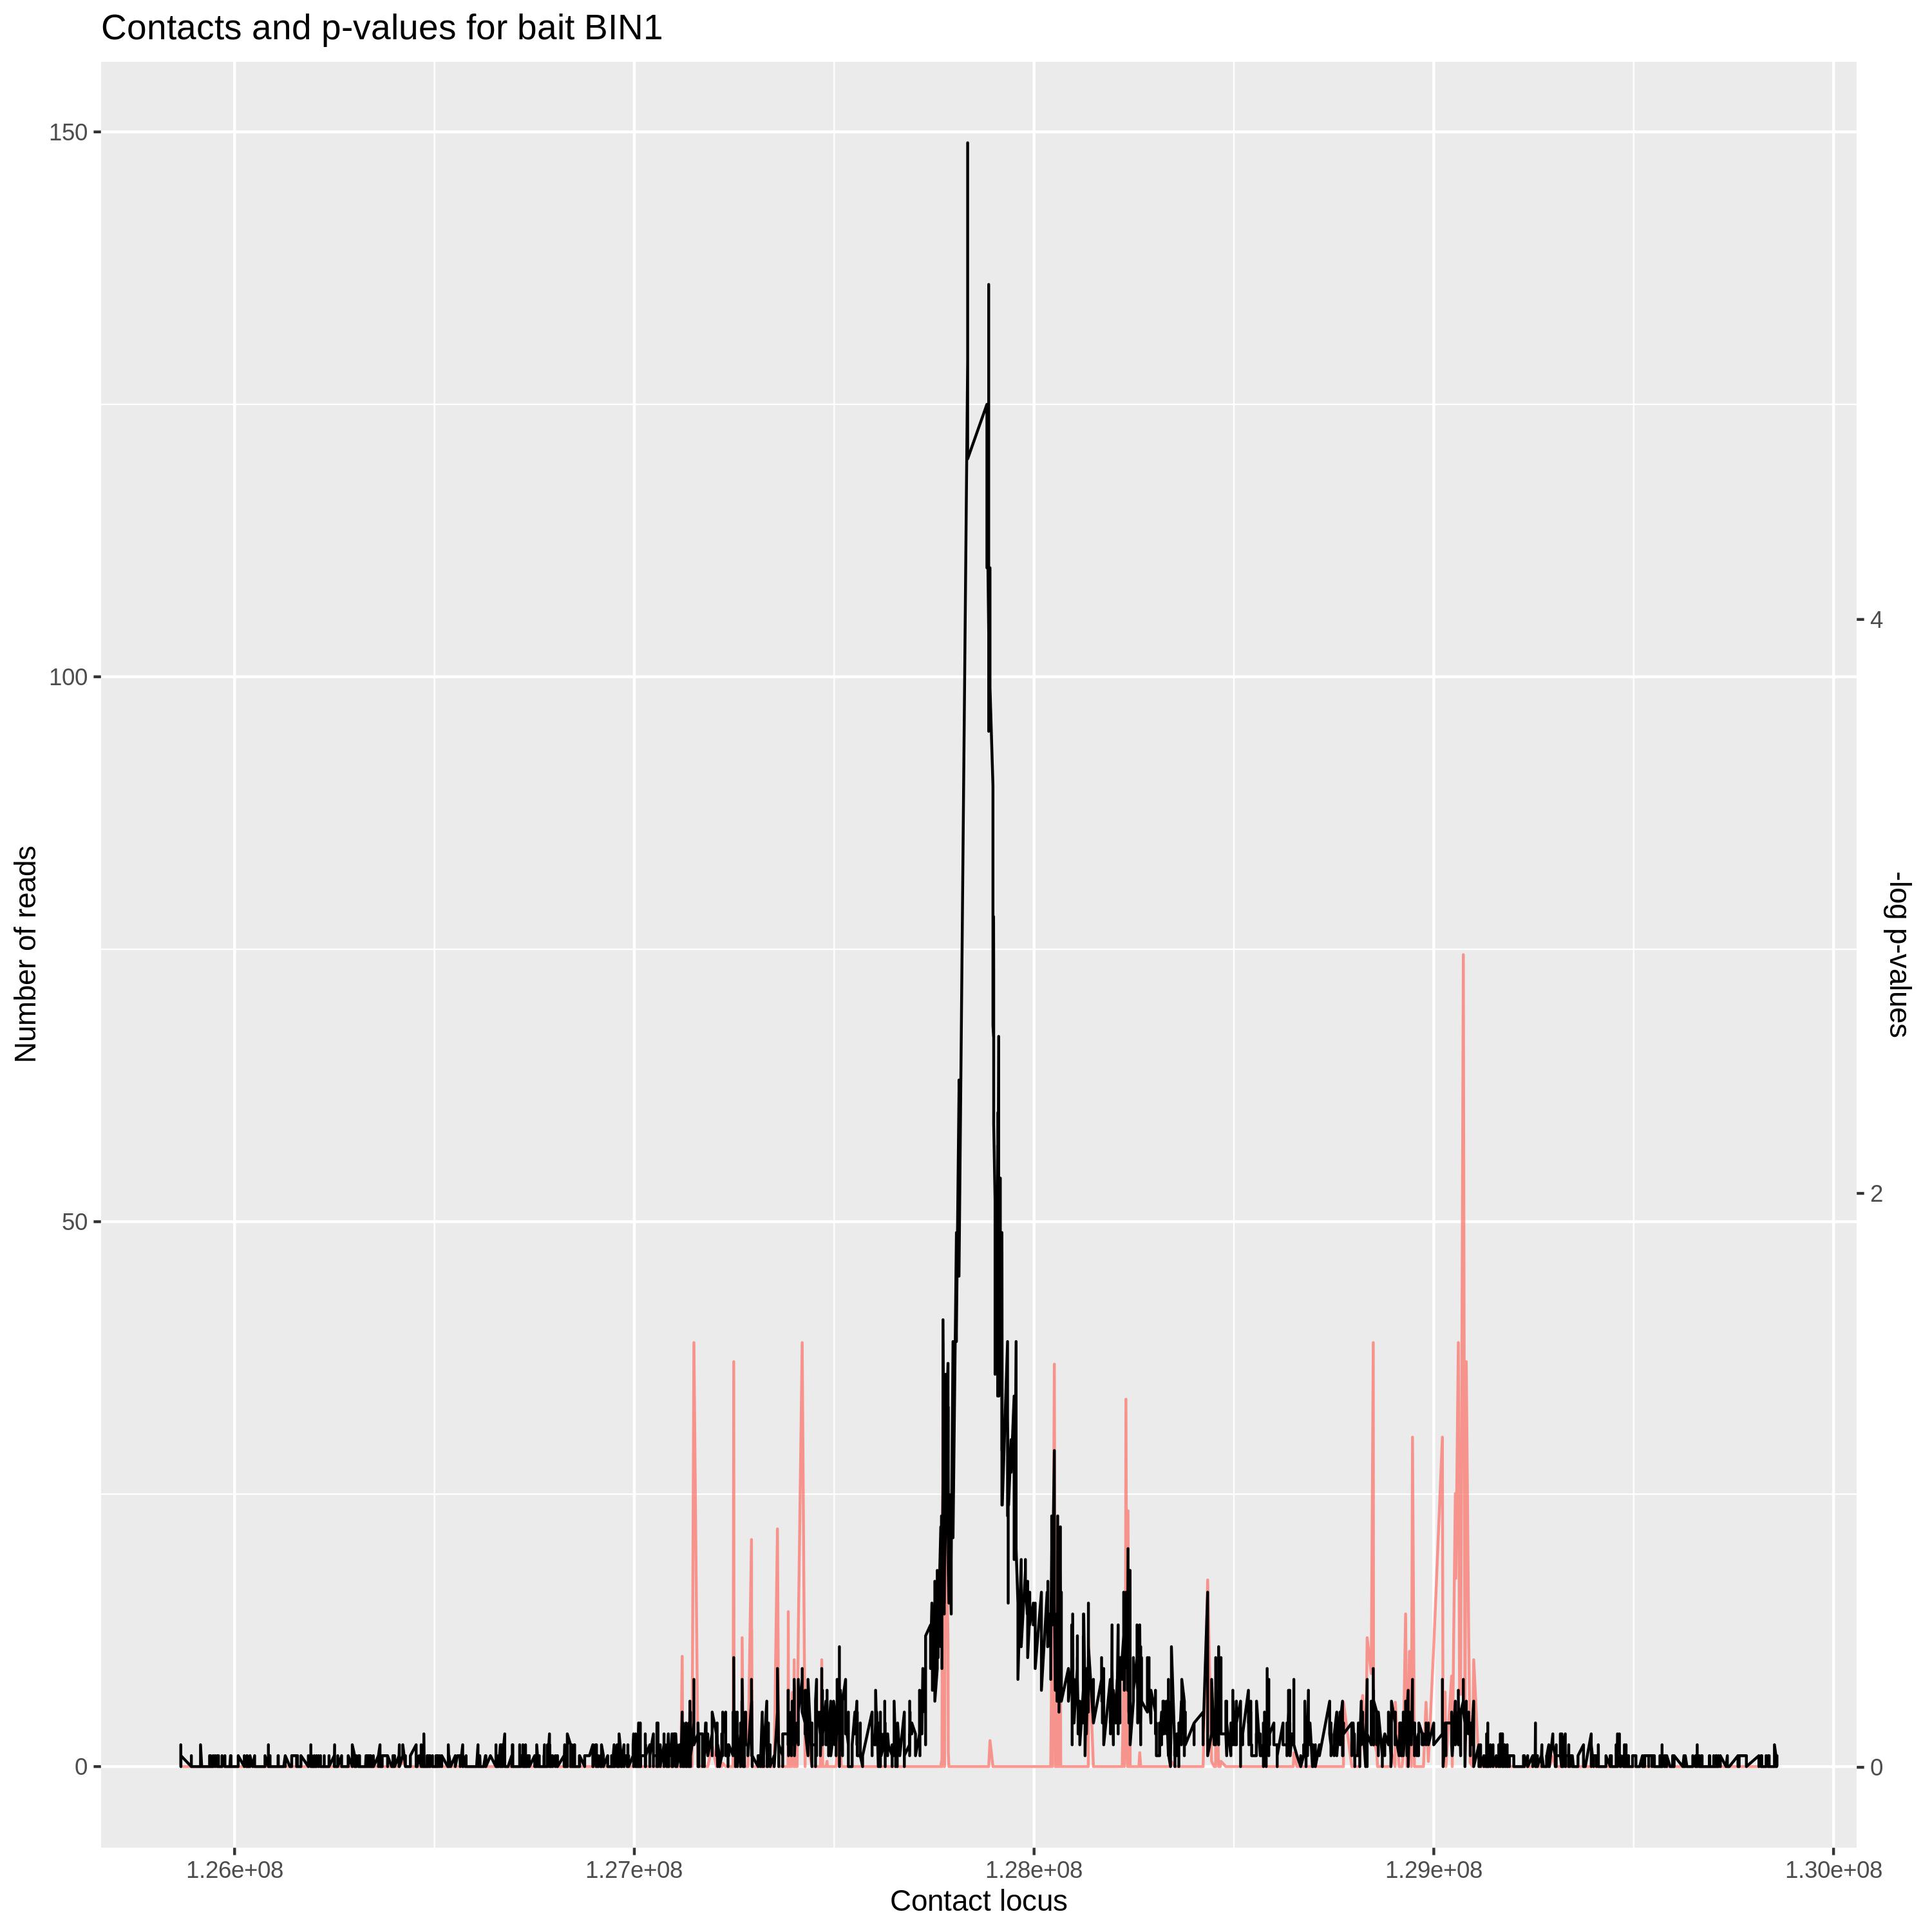 Contacts and p-values for bait BIN1
150
100
50
0
Number of reads
4
2
0
-log p-values
1.26e+08
1.27e+08
1.28e+08
1.29e+08
1.30e+08
Contact locus